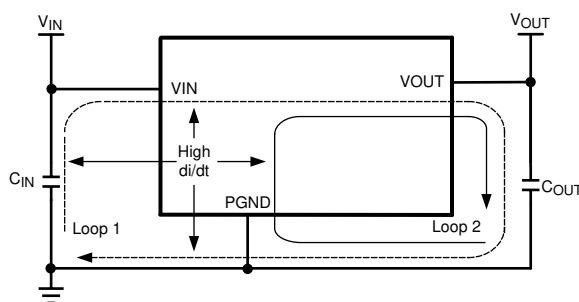 VIN
VOUT
VIN
VOUT
High
di/dt
CIN
COUT
PGND
Loop 1
Loop 2